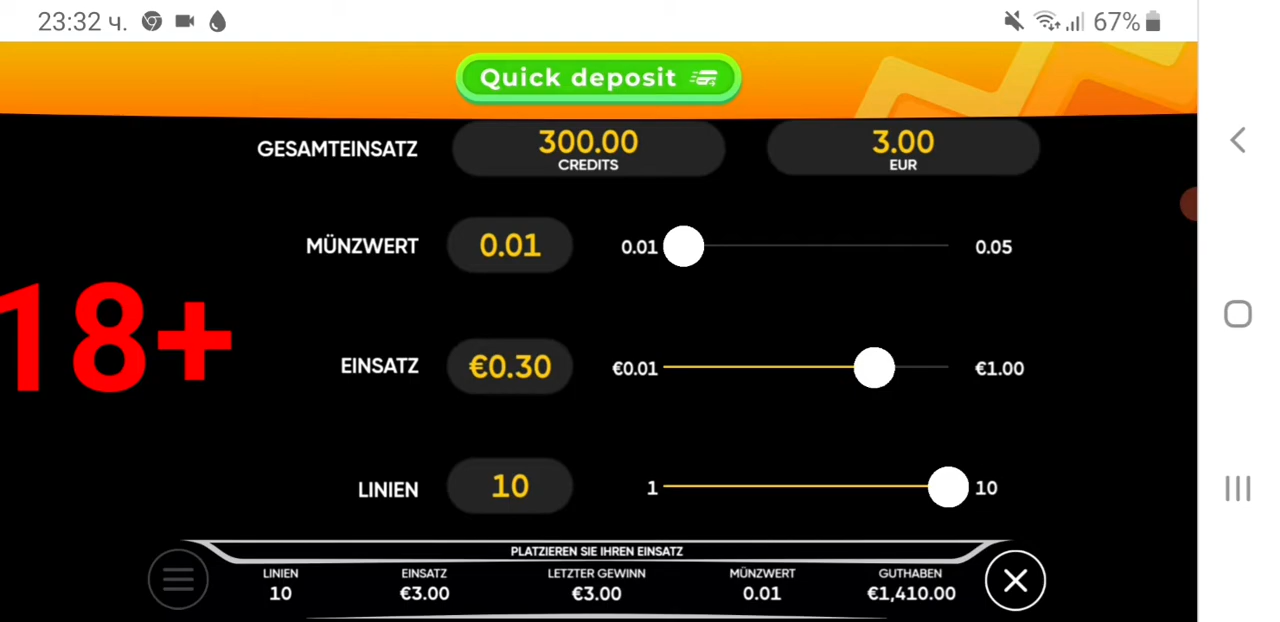 23:32 ч.
67%
Quick deposit
GESAMTEINSATZ 300.00 CREDITS 3.00 EUR
MÜNZWERT 0.01 0.01 0.05
18+
EINSATZ €0.30 €0.01 €1.00
LINIEN 10 1 10
PLATZIEREN SIE IHREN EINSATZ
LINIEN EINSATZ LETZTER GEWINN MÜNZWERT GUTHABEN
10 €3.00 €3.00 0.01 €1,410.00